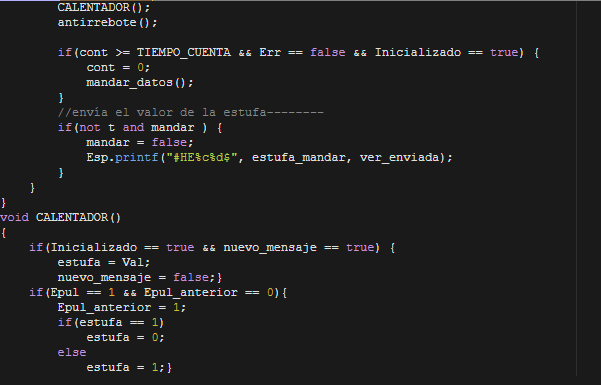 CALENTADOR();
antirrebote();
if(cont >= TIEMPO_CUENTA && Err == false && Inicializado == true) {
cont = 0;
mandar_datos();
}
//envia el valor de la estufa--------
if(not t and mandar ) {
mandar = false;
Esp.printf("#HE%c%d$", estufa_mandar, ver_enviada);
}
}
}
void CALENTADOR()
{
if(Inicializado == true && nuevo_mensaje == true) {
estufa = Val;
nuevo_mensaje = false;}
if(Epul == 1 && Epul_anterior == 0){
Epul_anterior = 1;
if(estufa == 1)
estufa = 0;
else
estufa = 1;}